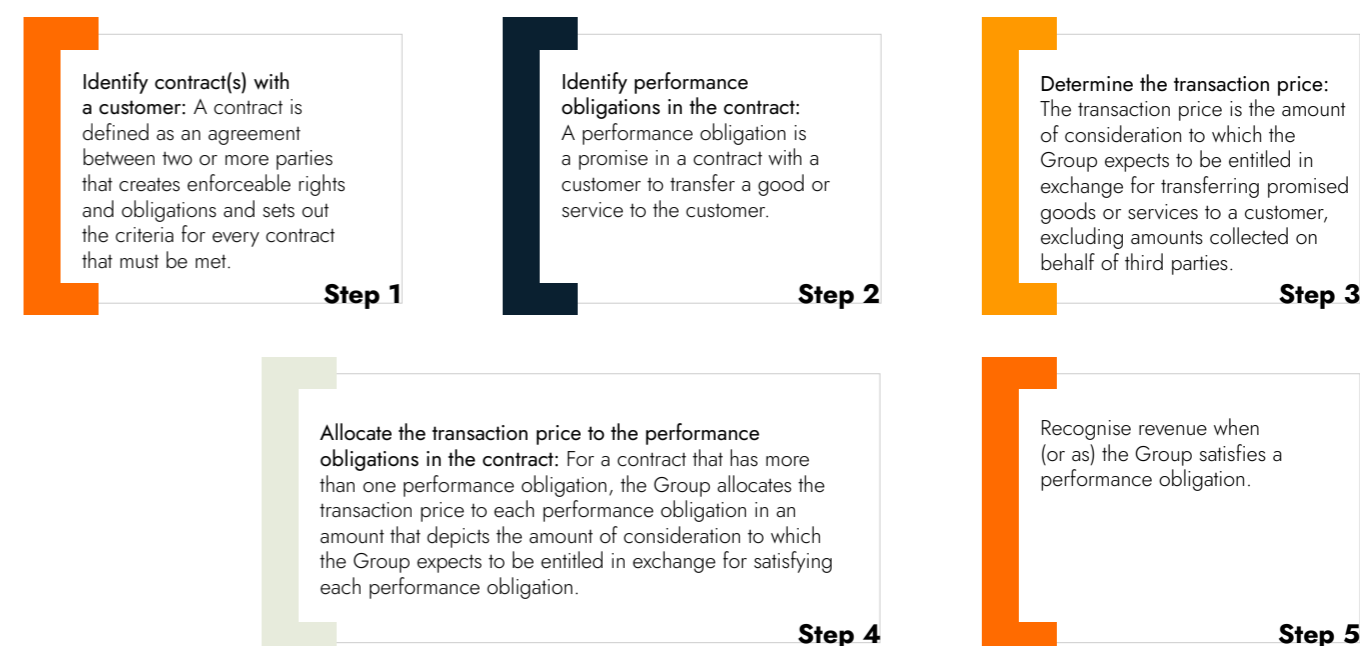 Identify contract(s) with
a customer: A contract is
defined as an agreement
between two or more parties
that creates enforceable rights
and obligations and sets out
the criteria for every contract
that must be met.
Step 1
Identify performance
obligations in the contract:
A performance obligation is
a promise in a contract with a
customer to transfer a good or
service to the customer.
Step 2
Determine the transaction price:
The transaction price is the amount
of consideration to which the
Group expects to be entitled in
exchange for transferring promised
goods or services to a customer,
excluding amounts collected on
behalf of third parties.
Step 3
Allocate the transaction price to the performance
obligations in the contract: For a contract that has more
than one performance obligation, the Group allocates the
transaction price to each performance obligation in an
amount that depicts the amount of consideration to which
the Group expects to be entitled in exchange for satisfying
each performance obligation.
Step 4
Recognise revenue when
(or as) the Group satisfies a
performance obligation.
Step 5